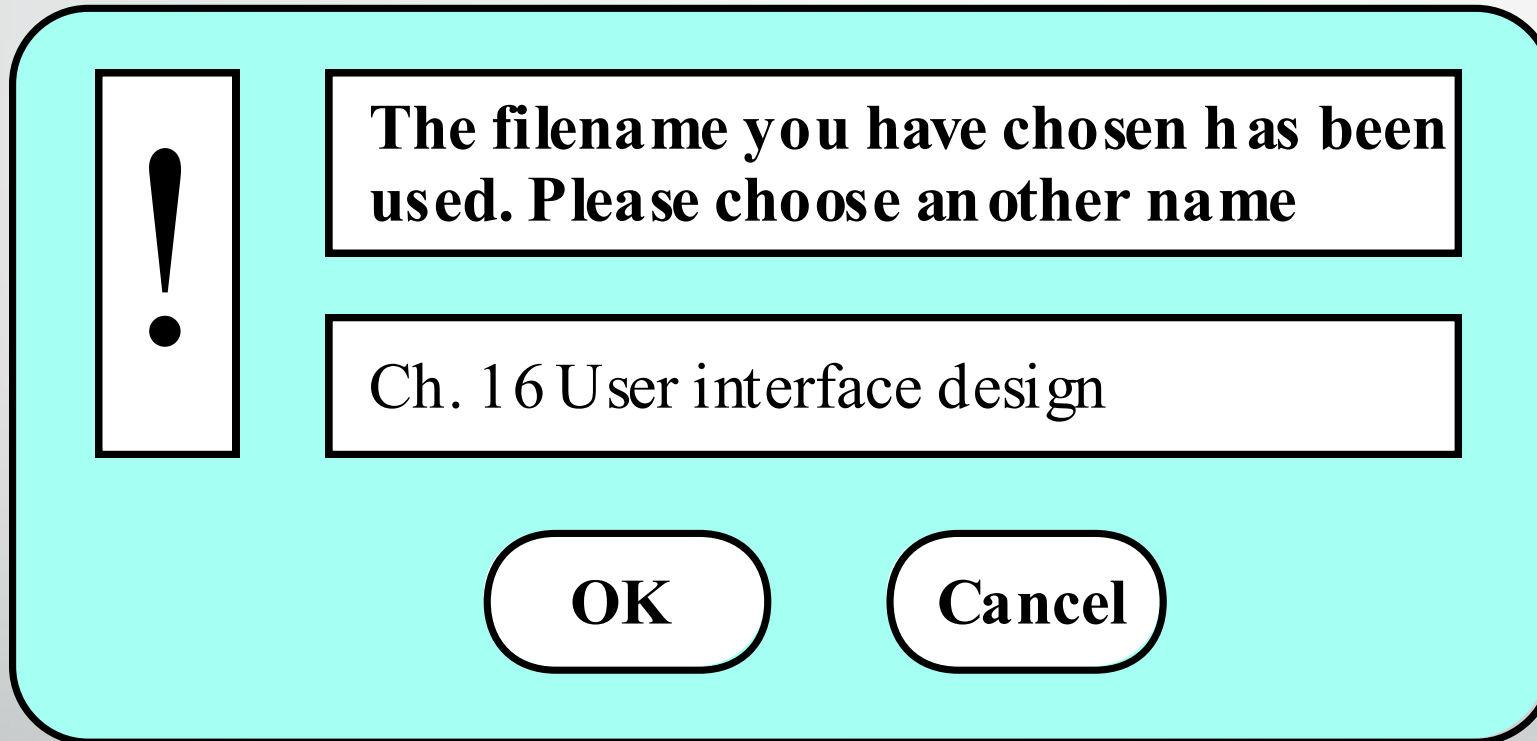 !
The filename you have chosen has been
used. Please choose another name
Ch. 16 User interface design
OK
Cancel